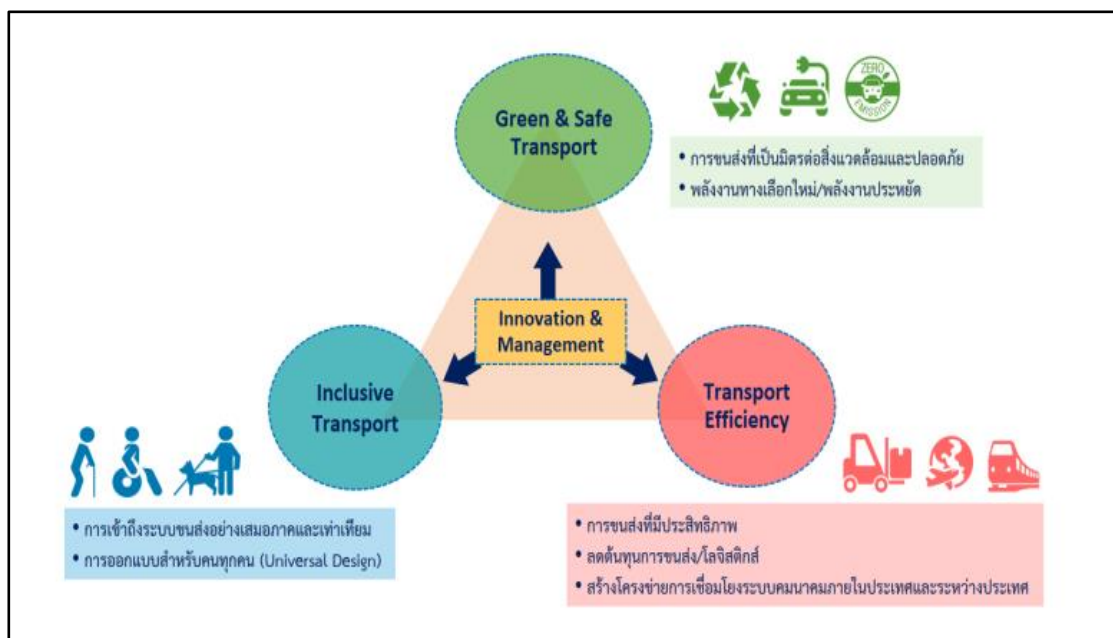 ZERO
EMISSION
Green & Safe
Transport
• การขนส่งที่เป็นมิตรต่อสิ่งแวดล้อมและปลอดภัย
• พลังงานทางเลือกใหม่/พลังงานประหยัด
Innovation &
Management
Inclusive
Transport
Transport
Efficiency
• การเข้าถึงระบบขนส่งอย่างเสมอภาคและเท่าเทียม
• การออกแบบสำหรับคนทุกคน (Universal Design)
• การขนส่งที่มีประสิทธิภาพ
• ลดต้นทุนการขนส่ง/โลจิสติกส์
• สร้างโครงข่ายการเชื่อมโยงระบบคมนาคมภายในประเทศและระหว่างประเทศ